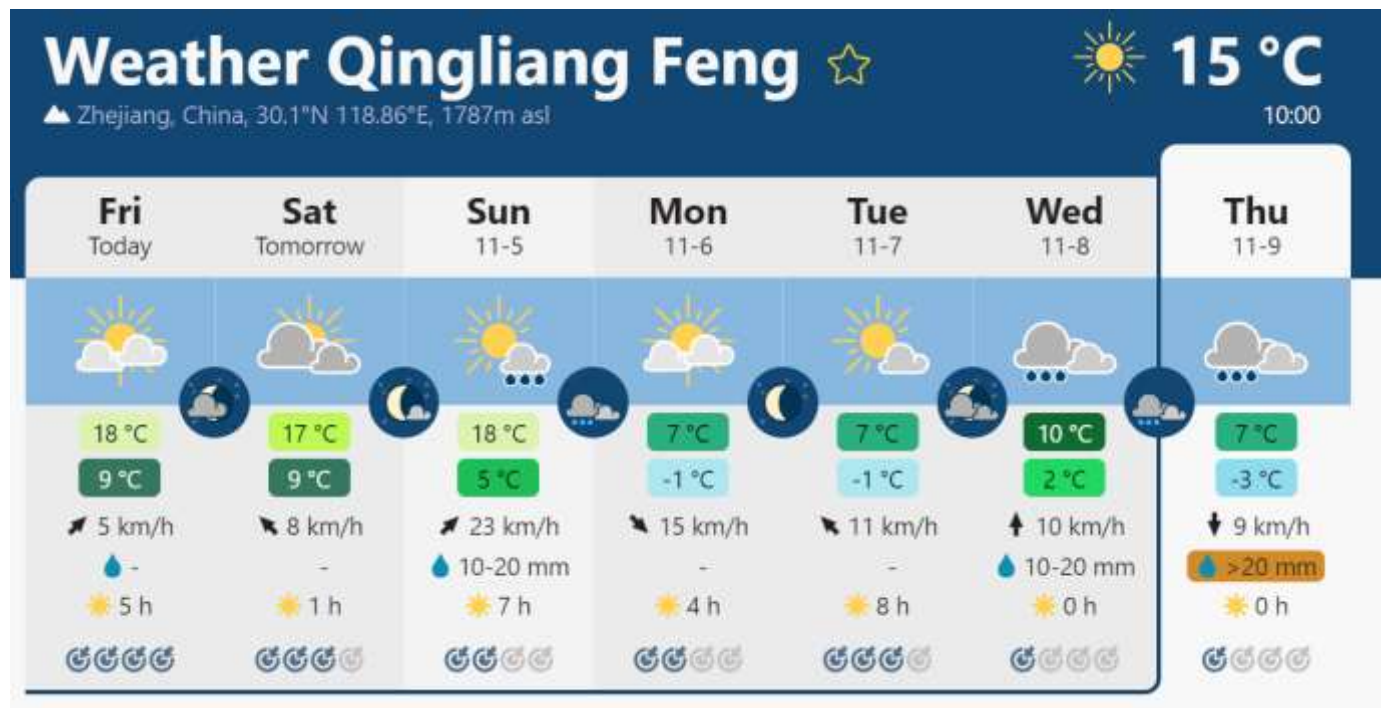 Weather Qingliang Feng
15 °C
Zhejiang, China, 30.1°N 118.86°E, 1787m asl
10:00
Fri Sat Sun Mon Tue Wed Thu
Today Tomorrow 11-5 11-6 11-7 11-8 11-9
18 °C 17 °C 18 °C 7 °C 7 °C 10 °C 7 °C
9 °C 9 °C 5 °C -1 °C -1 °C 2 °C -3 °C
5 km/h 8 km/h 23 km/h 15 km/h 11 km/h 10 km/h 9 km/h
- - 10-20 mm - - 10-20 mm >20 mm
5 h 1 h 7 h 4 h 8 h 0 h 0 h